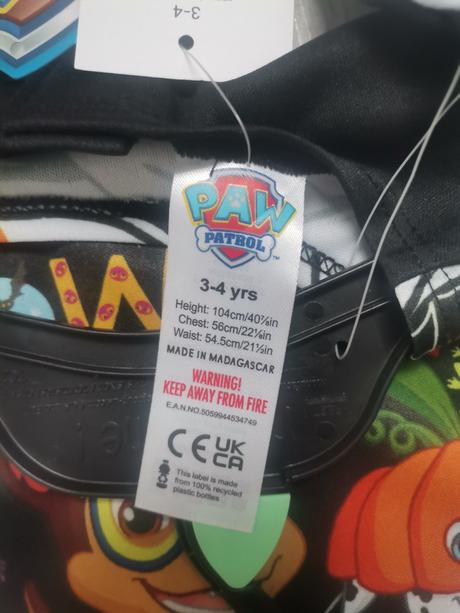 3-4
PAW
PATROL
™
3-4 yrs
Height: 104cm/40⅞in
Chest: 56cm/22⅛in
Waist: 54.5cm/21½in
MADE IN MADAGASCAR
WARNING!
KEEP AWAY FROM FIRE
E.A.N.NO.5059944534749
CE UK
CA
This label is made
from 100% recycled
plastic bottles